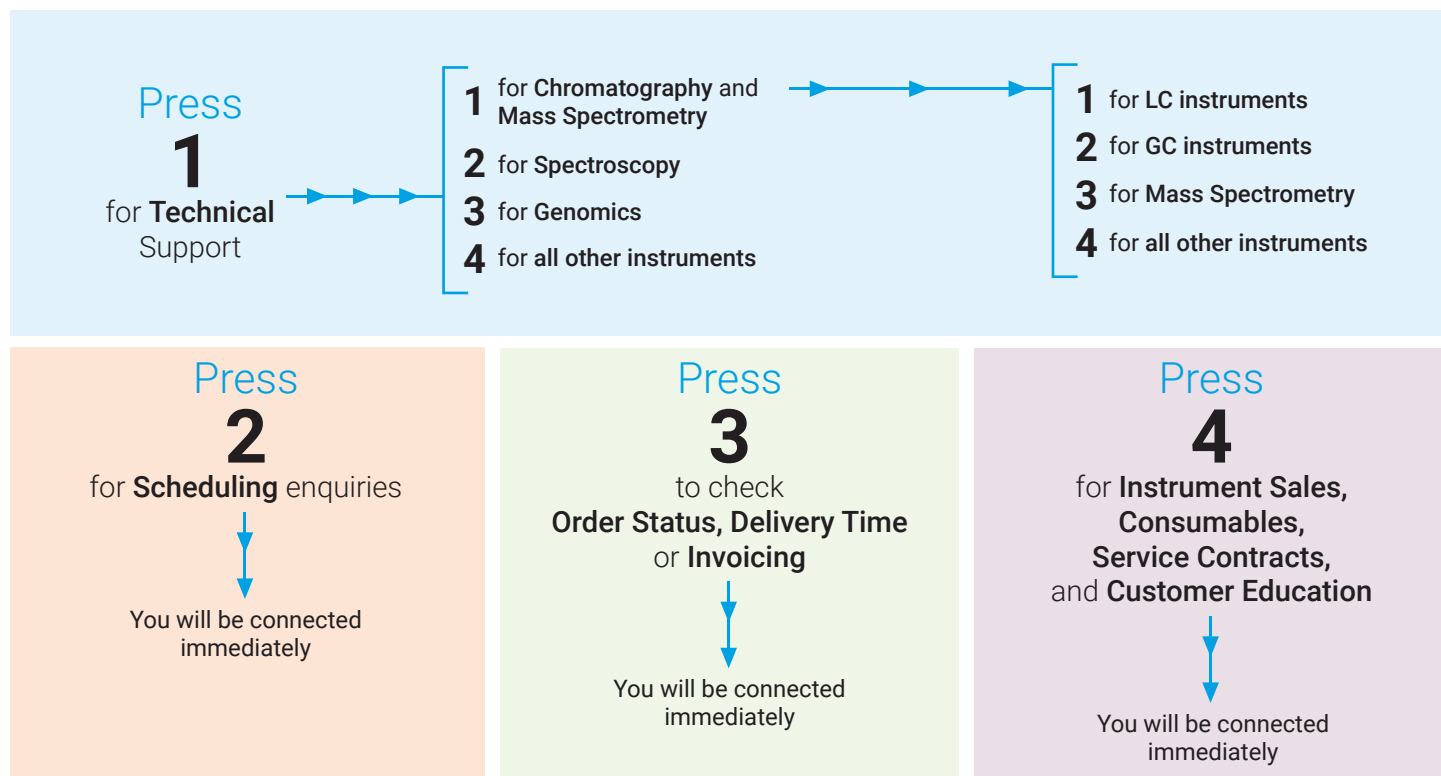 Press
1
for Technical
Support
1 for Chromatography and
Mass Spectrometry
2 for Spectroscopy
3 for Genomics
4 for all other instruments
1 for LC instruments
2 for GC instruments
3 for Mass Spectrometry
4 for all other instruments
Press
2
for Scheduling enquiries
You will be connected
immediately
Press
3
to check
Order Status, Delivery Time
or Invoicing
You will be connected
immediately
Press
4
for Instrument Sales,
Consumables,
Service Contracts,
and Customer Education
You will be connected
immediately